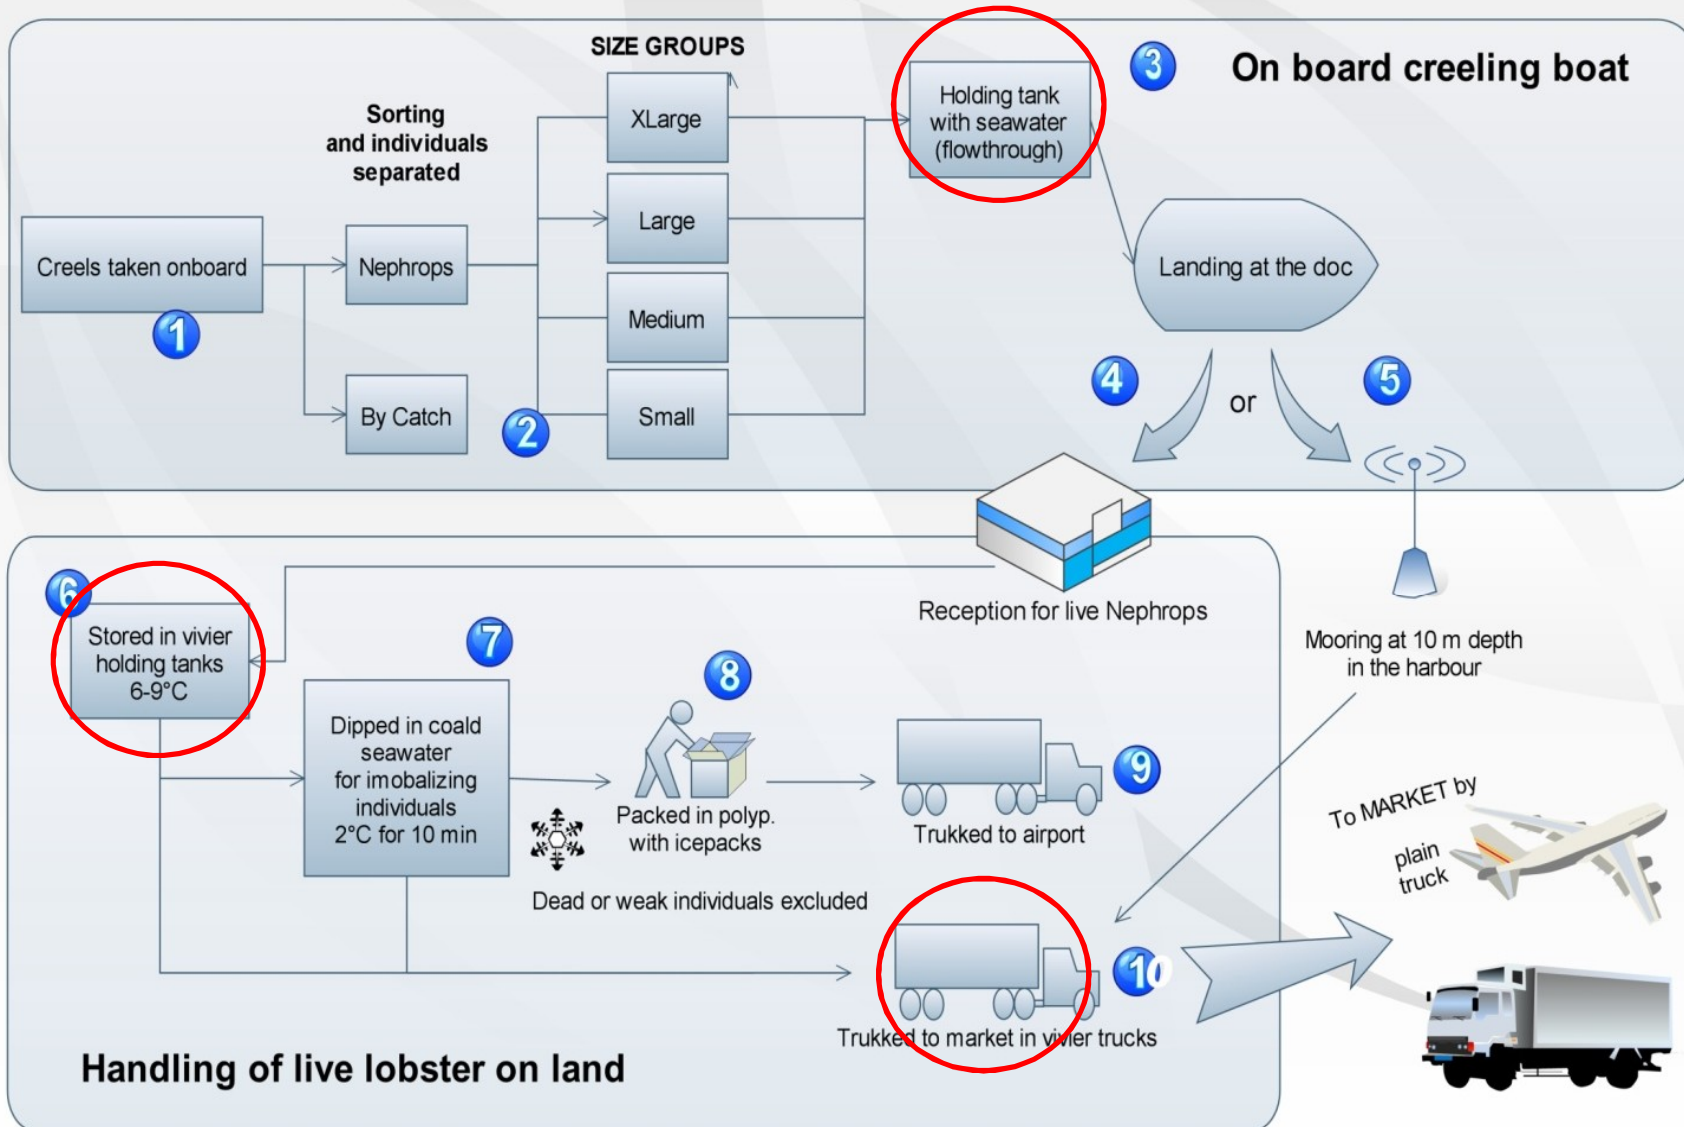 SIZE GROUPS
3
On board creeling boat
Sorting
and individuals
separated
XLarge
Holding tank
with seawater
(flowthrough)
Creels taken onboard
Nephrops
Large
Landing at the doc
1
Medium
By Catch
2
Small
4
or
5
Reception for live Nephrops
Mooring at 10 m depth
in the harbour
6
Stored in vivier
holding tanks
6-9°C
7
Dipped in coald
seawater
for imobalizing
individuals
2°C for 10 min
8
Packed in polyp.
with icepacks
Dead or weak individuals excluded
9
Trukked to airport
10
Trukked to market in vivier trucks
To MARKET by
plain
truck
Handling of live lobster on land